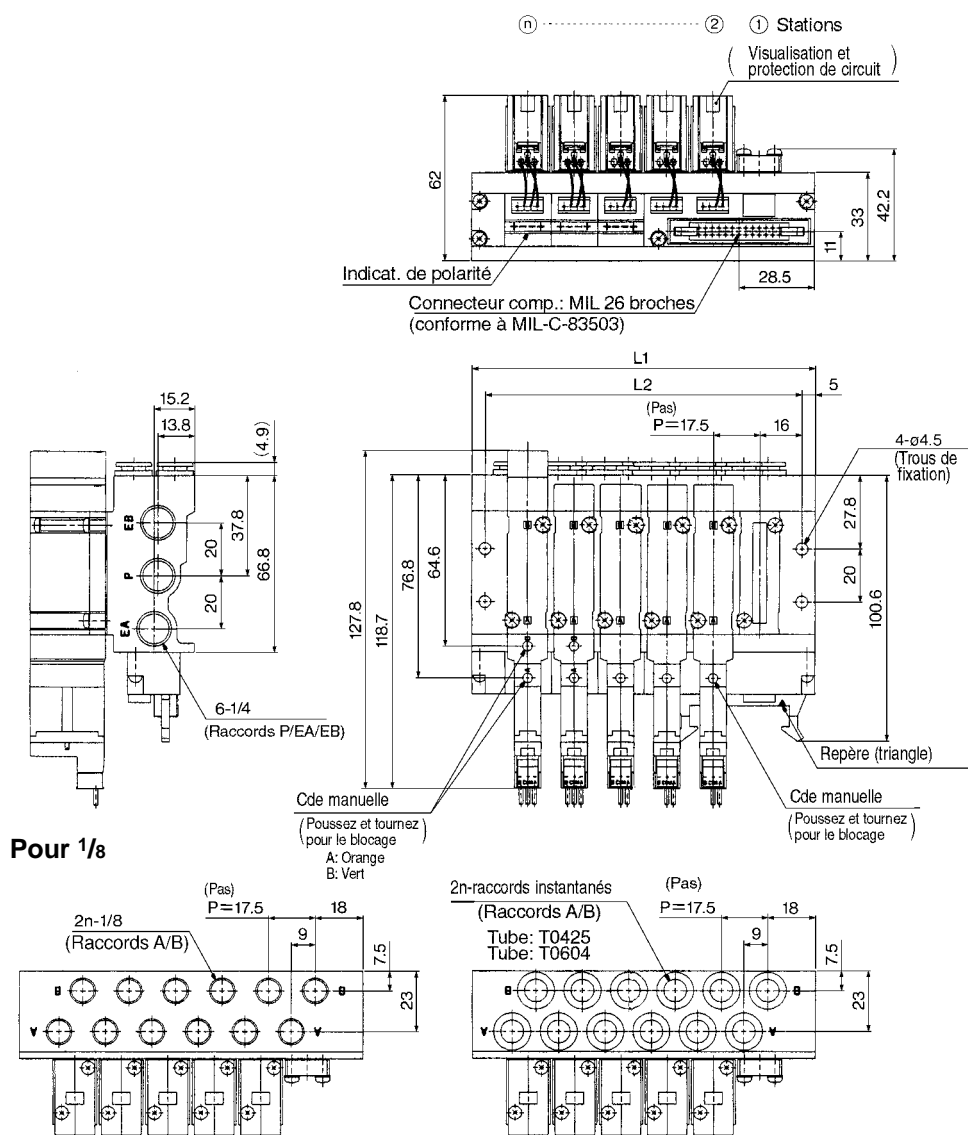 ⓝ ② ① Stations
(Visualisation et
protection de circuit)
62
33
42.2
11
28.5
Indicat. de polarité
Connecteur comp.: MIL 26 broches
(conforme à MIL-C-83503)
L1
L2
5
15.2
13.8
(4.9)
(Pas)
P=17.5
16
4-ø4.5
(Trous de
fixation)
EB
P
EA
20
20
37.8
66.8
127.8
118.7
76.8
64.6
27.8
20
100.6
6-1/4
(Raccords P/EA/EB)
Repère (triangle)
Cde manuelle
(Poussez et tournez
pour le blocage)
A: Orange
B: Vert
Cde manuelle
(Poussez et tournez
pour le blocage)
Pour 1/8
(Pas)
P=17.5
18
2n-1/8
(Raccords A/B)
9
7.5
23
B B
A A
2n-raccords instantanés
(Raccords A/B)
Tube: T0425
Tube: T0604
(Pas)
P=17.5
18
9
7.5
23
B B
A A